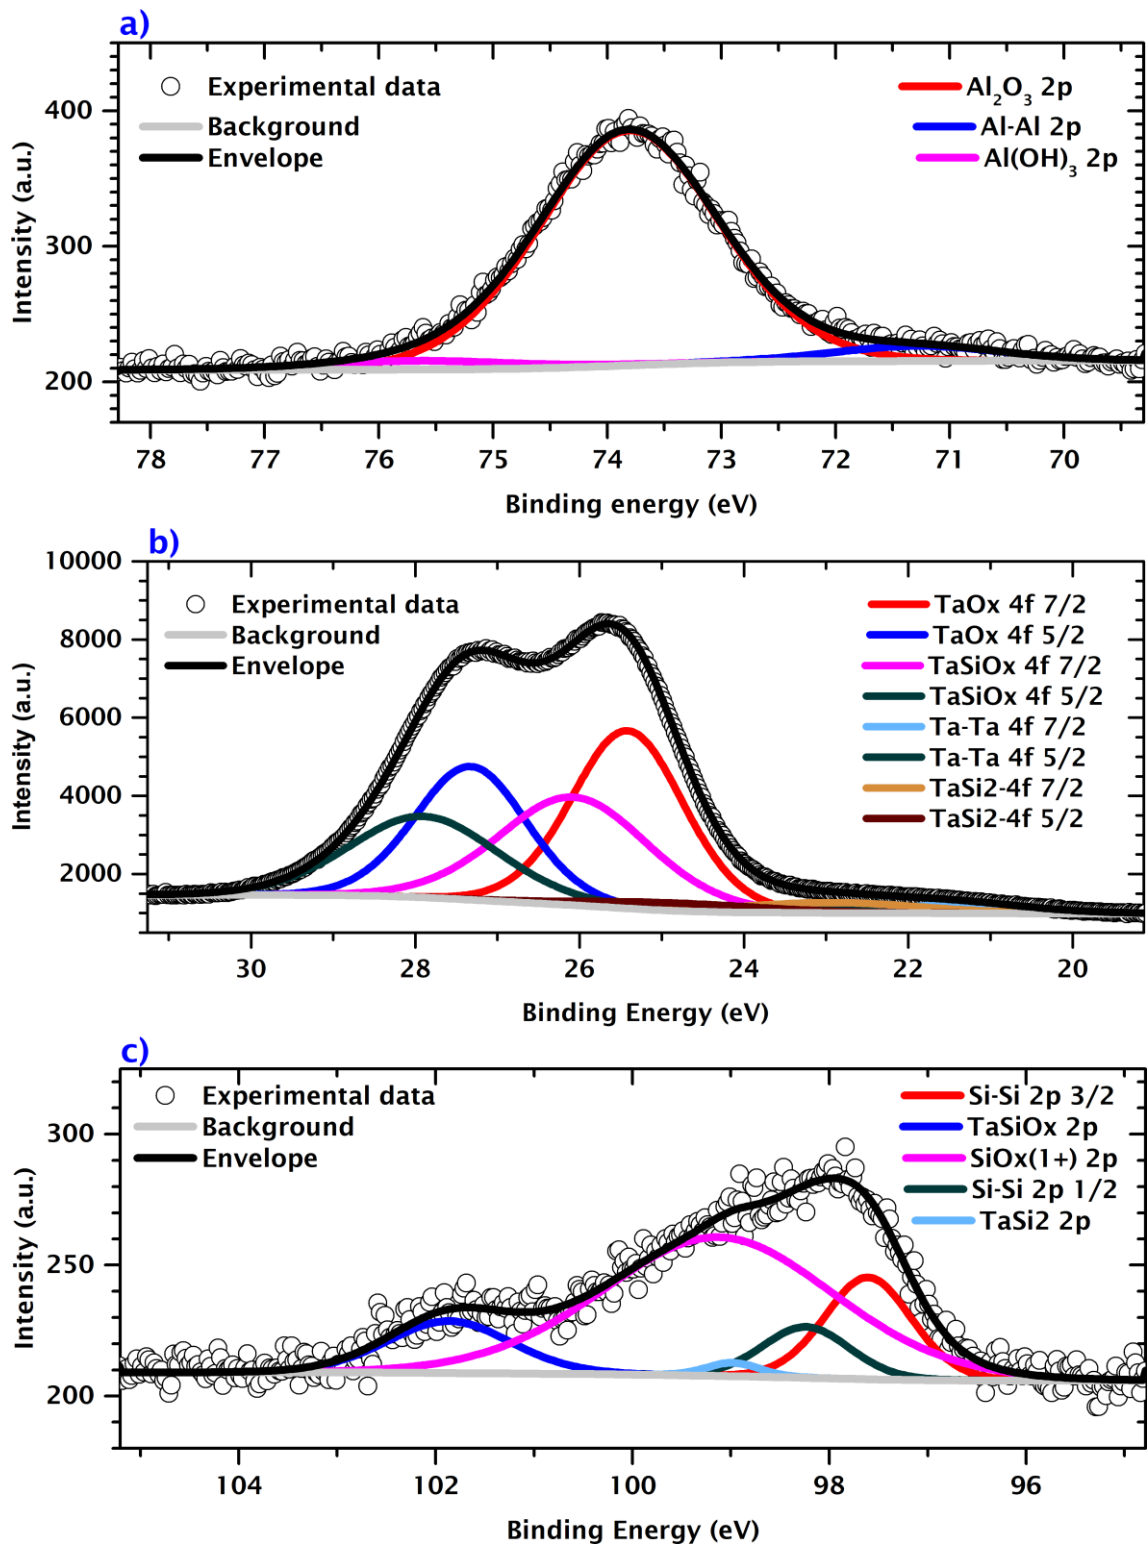 a)
Experimental data
Background
Envelope
Al2O3 2p
Al-Al 2p
Al(OH)3 2p
Intensity (a.u.)
400
300
200
78 77 76 75 74 73 72 71 70
Binding energy (eV)
b)
Experimental data
Background
Envelope
TaOx 4f 7/2
TaOx 4f 5/2
TaSiOx 4f 7/2
TaSiOx 4f 5/2
Ta-Ta 4f 7/2
Ta-Ta 4f 5/2
TaSi2-4f 7/2
TaSi2-4f 5/2
Intensity (a.u.)
10000
8000
6000
4000
2000
30 28 26 24 22 20
Binding Energy (eV)
c)
Experimental data
Background
Envelope
Si-Si 2p 3/2
TaSiOx 2p
SiOx(1+) 2p
Si-Si 2p 1/2
TaSi2 2p
Intensity (a.u.)
300
250
200
104 102 100 98 96
Binding Energy (eV)